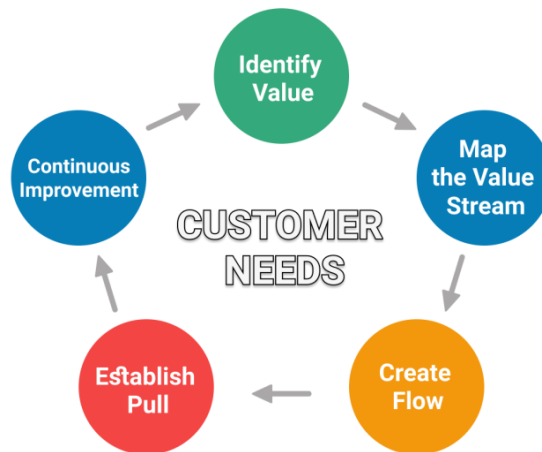 Identify
Value
Map
the Value
Stream
Create
Flow
Establish
Pull
Continuous
Improvement
CUSTOMER
NEEDS